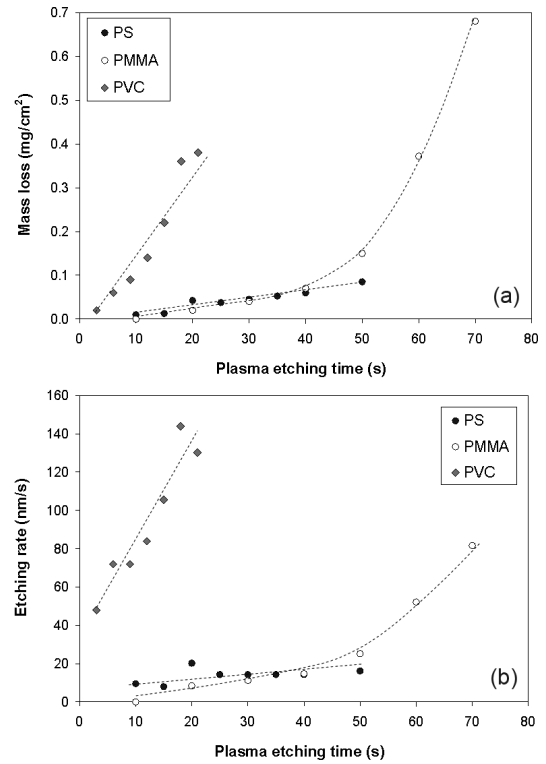 0.7
0.6
0.5
0.4
0.3
0.2
0.1
0.0
Mass loss (mg/cm²)
PS
PMMA
PVC
(a)
0 10 20 30 40 50 60 70 80
Plasma etching time (s)
160
140
120
100
80
60
40
20
0
Etching rate (nm/s)
PS
PMMA
PVC
(b)
0 10 20 30 40 50 60 70 80
Plasma etching time (s)